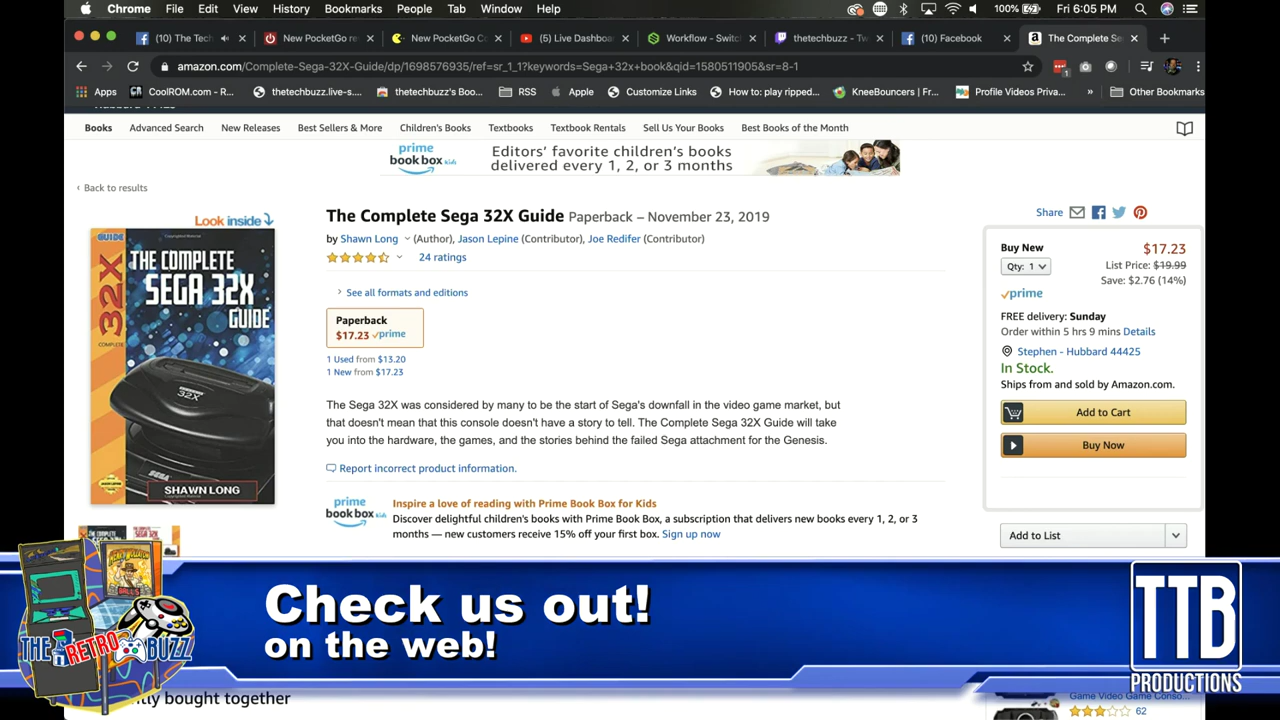 Chrome File Edit View History Bookmarks People Tab Window Help 100% Fri 6:05 PM
(10) The Tech New PocketGo re New PocketGo C (5) Live Dashboa Workflow - Switc thetechbuzz - Tw (10) Facebook The Complete Se
amazon.com/Complete-Sega-32X-Guide/dp/1698576935/ref=sr_1_1?keywords=Sega+32x+book&qid=1580511905&sr=8-1
Apps CoolROM.com - R... thetechbuzz.live-s... thetechbuzz's Boo... RSS Apple Customize Links How to: play ripped... KneeBouncers | Fr... Profile Videos Priva... » Other Bookmarks
Books Advanced Search New Releases Best Sellers & More Children's Books Textbooks Textbook Rentals Sell Us Your Books Best Books of the Month
prime
book box kids
Editors' favorite children's books
delivered every 1, 2, or 3 months
‹ Back to results
Look inside
GUIDE
32X
COMPLETE
THE COMPLETE
SEGA 32X
GUIDE
32X
SEGA
SHAWN LONG
The Complete Sega 32X Guide Paperback – November 23, 2019
by Shawn Long (Author), Jason Lepine (Contributor), Joe Redifer (Contributor)
24 ratings
See all formats and editions
Paperback
$17.23 prime
1 Used from $13.20
1 New from $17.23
The Sega 32X was considered by many to be the start of Sega's downfall in the video game market, but
that doesn't mean that this console doesn't have a story to tell. The Complete Sega 32X Guide will take
you into the hardware, the games, and the stories behind the failed Sega attachment for the Genesis.
Report incorrect product information.
prime
book box kids
Inspire a love of reading with Prime Book Box for Kids
Discover delightful children's books with Prime Book Box, a subscription that delivers new books every 1, 2, or 3
months — new customers receive 15% off your first box. Sign up now
Share
Buy New $17.23
Qty: 1 List Price: $19.99
Save: $2.76 (14%)
prime
FREE delivery: Sunday
Order within 5 hrs 9 mins Details
Stephen - Hubbard 44425
In Stock.
Ships from and sold by Amazon.com.
Add to Cart
Buy Now
Add to List
THE RETRO BUZZ
Check us out!
on the web!
TTB
PRODUCTIONS
bought together
Game Video Game Conso...
62